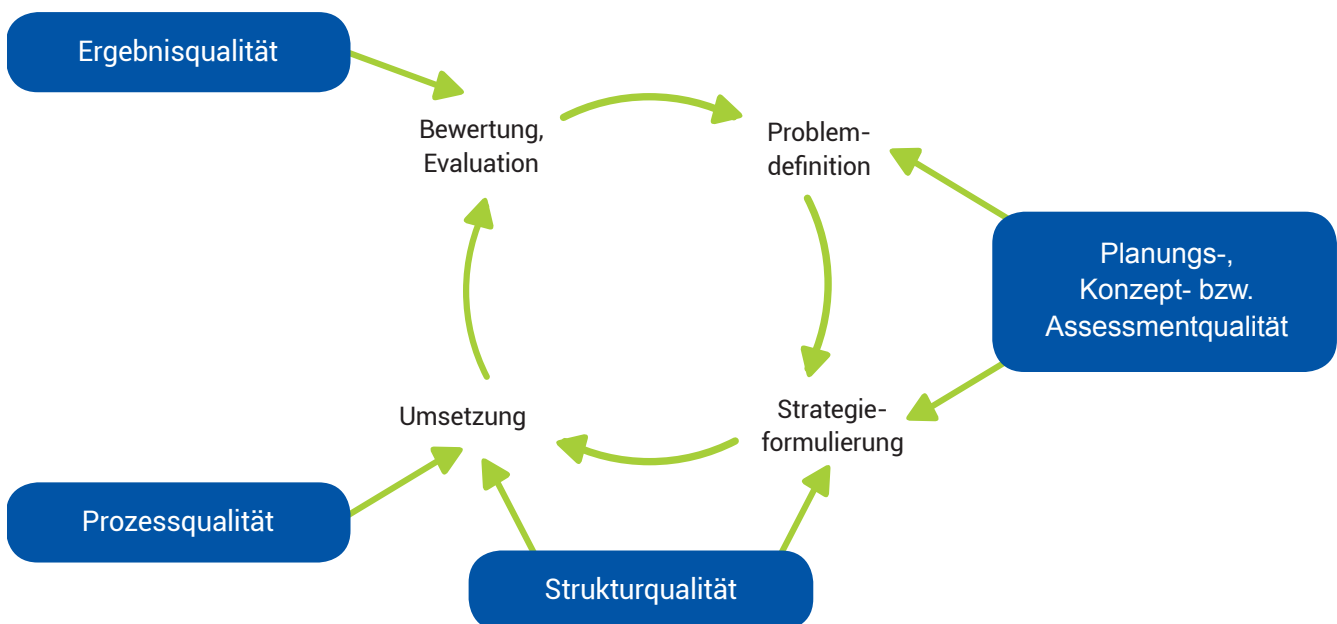 Ergebnisqualität
Bewertung,
Evaluation
Problem-
definition
Planungs-,
Konzept- bzw.
Assessmentqualität
Umsetzung
Strategie-
formulierung
Prozessqualität
Strukturqualität